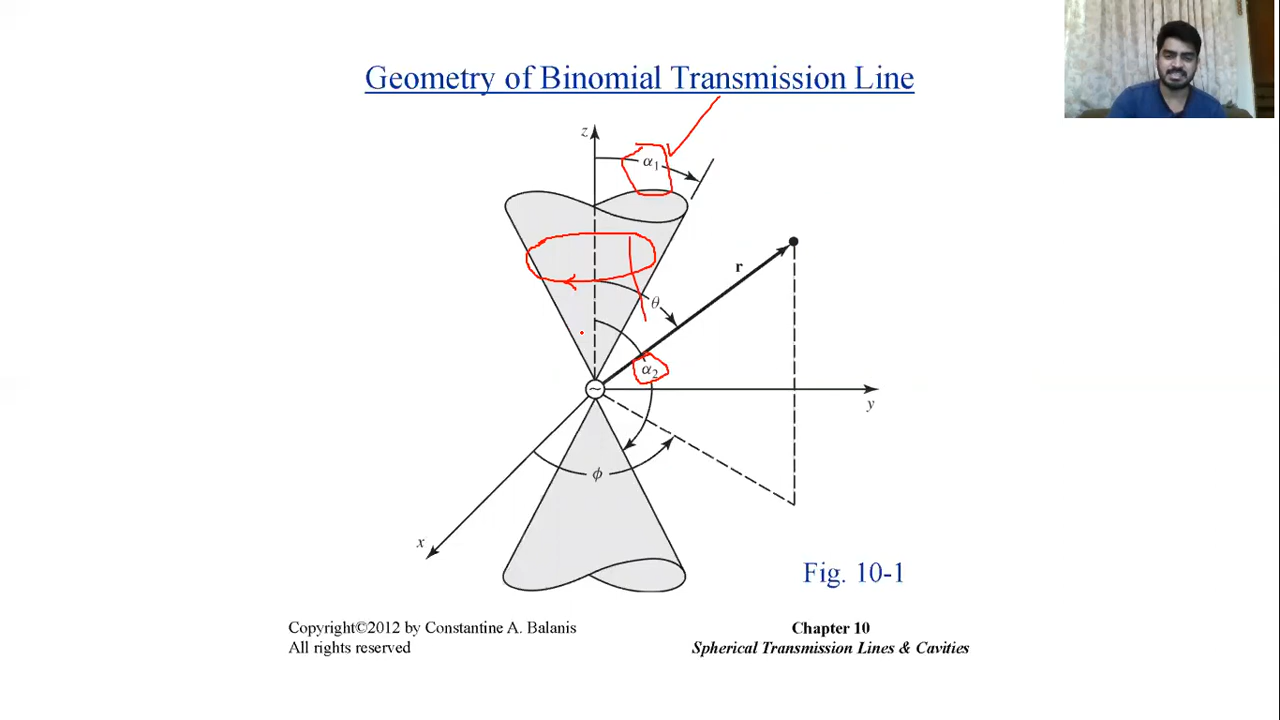 Geometry of Binomial Transmission Line
z
α₁
r
θ
α₂
~
y
ϕ
x
Fig. 10-1
Copyright©2012 by Constantine A. Balanis
All rights reserved
Chapter 10
Spherical Transmission Lines & Cavities